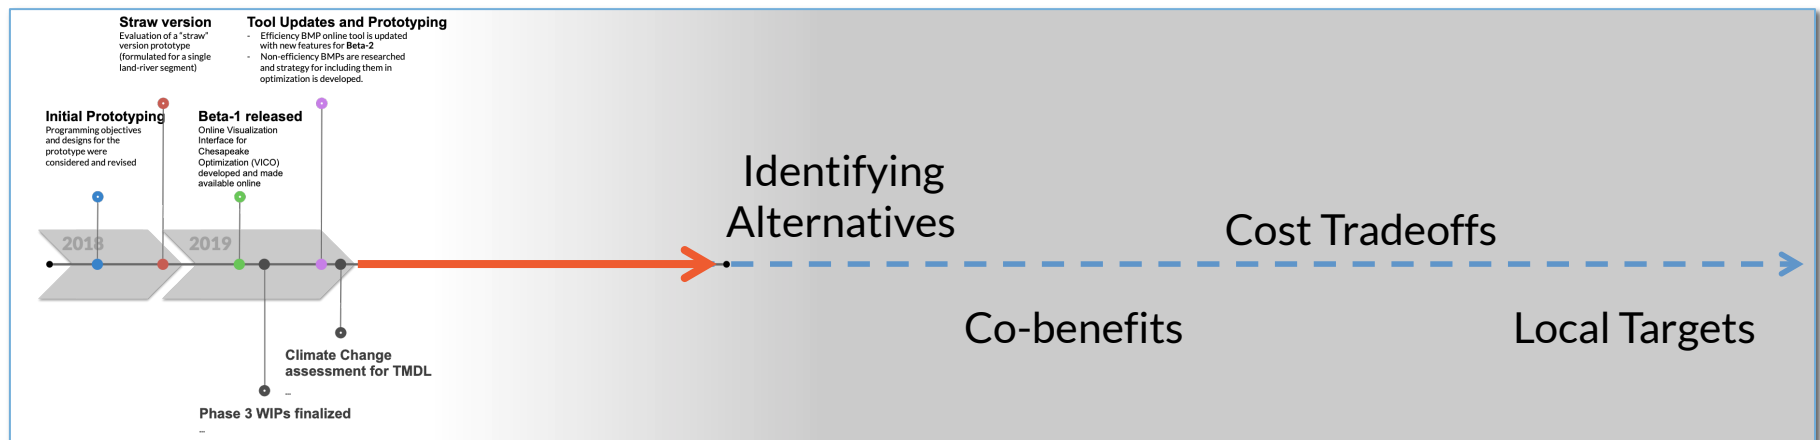 Straw version
Evaluation of a "straw"
version prototype
(formulated for a single
land-river segment)
Tool Updates and Prototyping
- Efficiency BMP online tool is updated
with new features for Beta-2
- Non-efficiency BMPs are researched
and strategy for including them in
optimization is developed.
Initial Prototyping
Programming objectives
and designs for the
prototype were
considered and revised
Beta-1 released
Online Visualization
Interface for
Chesapeake
Optimization (VICO)
developed and made
available online
2018
2019
Identifying
Alternatives
Cost Tradeoffs
Co-benefits
Local Targets
Climate Change
assessment for TMDL
...
Phase 3 WIPs finalized
...